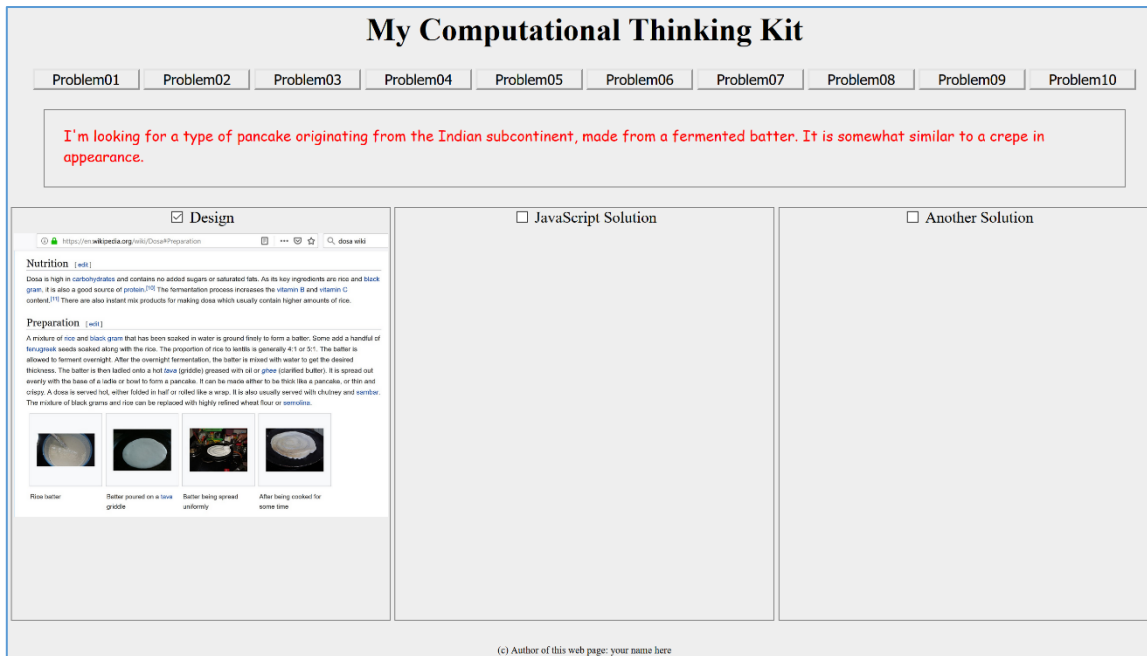 My Computational Thinking Kit
Problem01 Problem02 Problem03 Problem04 Problem05 Problem06 Problem07 Problem08 Problem09 Problem10
I'm looking for a type of pancake originating from the Indian subcontinent, made from a fermented batter. It is somewhat similar to a crepe in
appearance.
Design
https://en.wikipedia.org/wiki/Dosa#Preparation dosa wiki
Nutrition [edit]
Dosa is high in carbohydrates and contains no added sugars or saturated fats. As its key ingredients are rice and black
gram, it is also a good source of protein.[10] The fermentation process increases the vitamin B and vitamin C
content.[11] There are also instant mix products for making dosa which usually contain higher amounts of rice.
Preparation [edit]
A mixture of rice and black gram that has been soaked in water is ground finely to form a batter. Some add a handful of
fenugreek seeds soaked along with the rice. The proportion of rice to lentils is generally 4:1 or 5:1. The batter is
allowed to ferment overnight. After the overnight fermentation, the batter is mixed with water to get the desired
thickness. The batter is then ladled onto a hot tava (griddle) greased with oil or ghee (clarified butter). It is spread out
evenly with the base of a ladle or bowl to form a pancake. It can be made either to be thick like a pancake, or thin and
crispy. A dosa is served hot, either folded in half or rolled like a wrap. It is also usually served with chutney and sambar.
The mixture of black grams and rice can be replaced with highly refined wheat flour or semolina.
Rice batter
Batter poured on a tava
griddle
Batter being spread
uniformly
After being cooked for
some time
JavaScript Solution
Another Solution
(c) Author of this web page: your name here